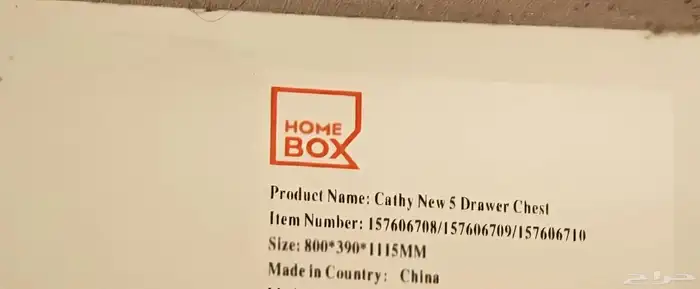 HOME
BOX
Product Name: Cathy New 5 Drawer Chest
Item Number: 157606708/157606709/157606710
Size: 800*390*1115MM
Made in Country: China
حراج